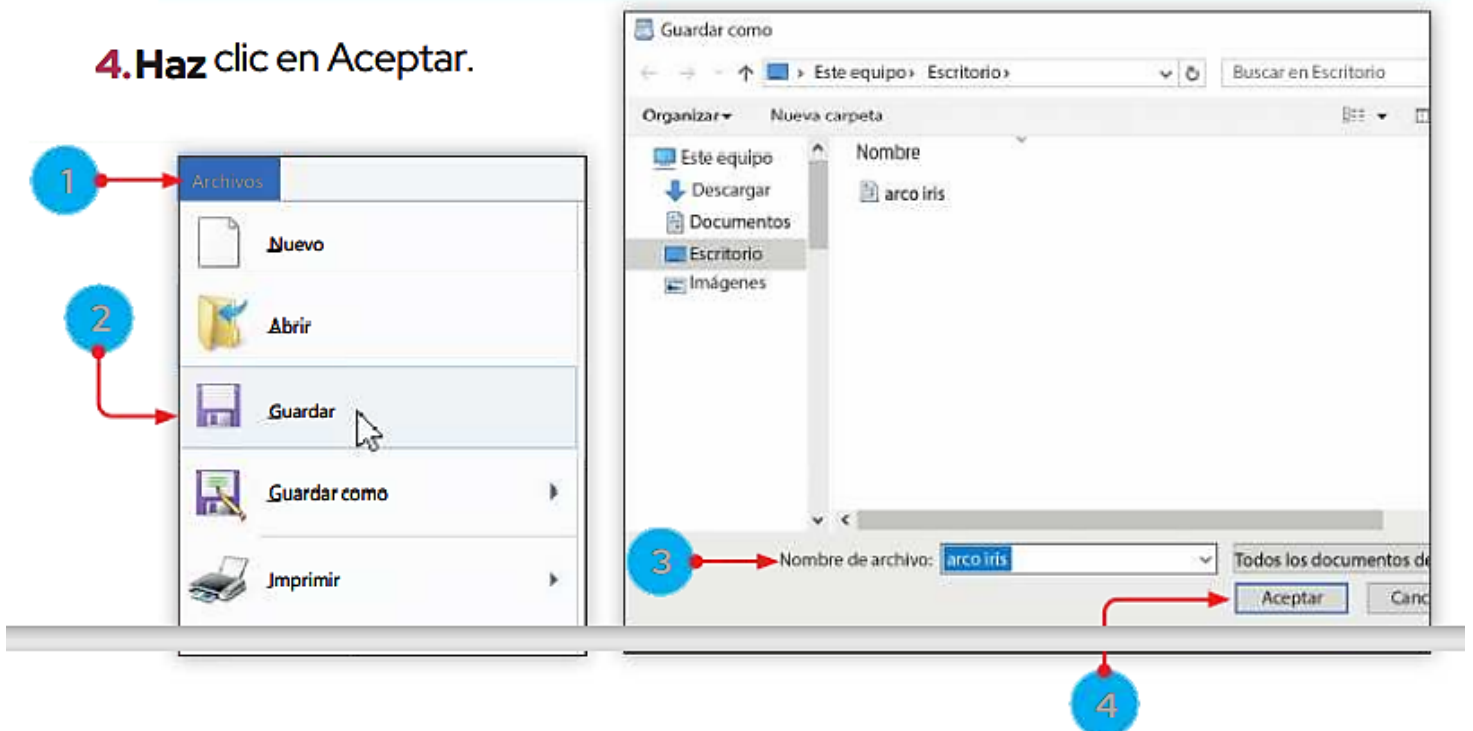 4. Haz clic en Aceptar.
1
Archivos
Nuevo
2
Abrir
Guardar
Guardar como
Imprimir
Guardar como
Este equipo› Escritorio›
Buscar en Escritorio
Organizar
Nueva carpeta
Este equipo
Descargar
Documentos
Escritorio
Imágenes
Nombre
arco iris
3
Nombre de archivo: arco iris
Todos los documentos de
Aceptar
Canc
4